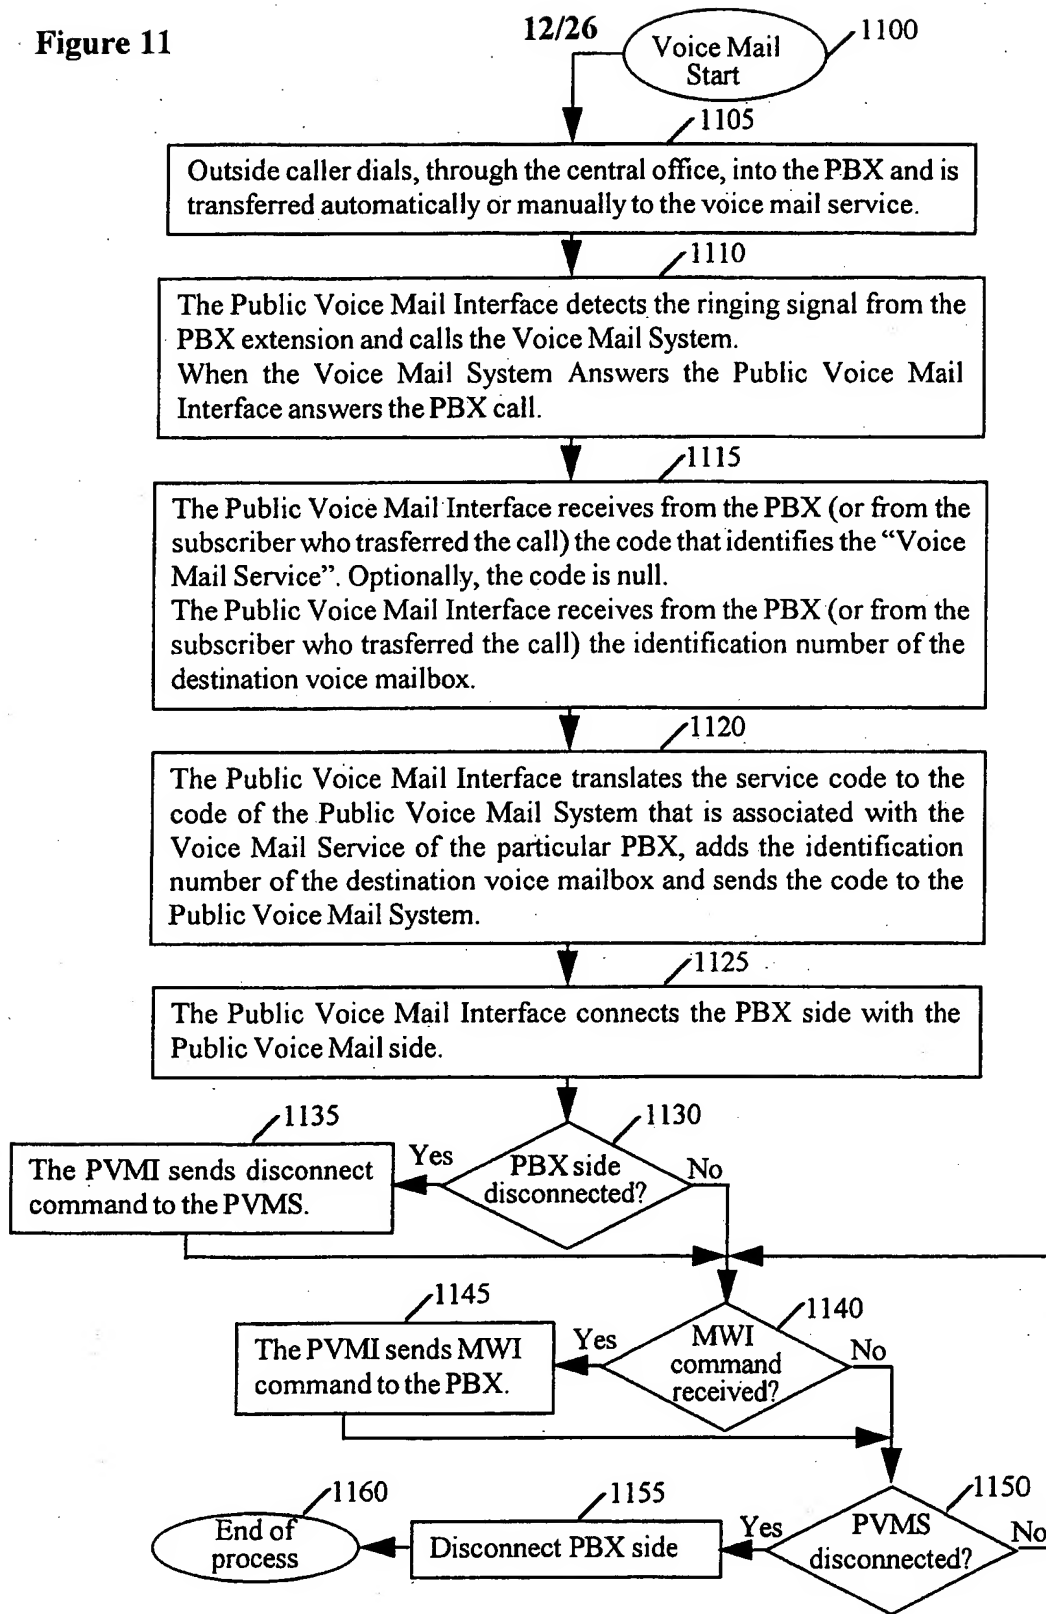 Figure 11
12/26
Voice Mail
Start
1100
1105
Outside caller dials, through the central office, into the PBX and is
transferred automatically or manually to the voice mail service.
1110
The Public Voice Mail Interface detects the ringing signal from the
PBX extension and calls the Voice Mail System.
When the Voice Mail System Answers the Public Voice Mail
Interface answers the PBX call.
1115
The Public Voice Mail Interface receives from the PBX (or from the
subscriber who trasferred the call) the code that identifies the “Voice
Mail Service”. Optionally, the code is null.
The Public Voice Mail Interface receives from the PBX (or from the
subscriber who trasferred the call) the identification number of the
destination voice mailbox.
1120
The Public Voice Mail Interface translates the service code to the
code of the Public Voice Mail System that is associated with the
Voice Mail Service of the particular PBX, adds the identification
number of the destination voice mailbox and sends the code to the
Public Voice Mail System.
1125
The Public Voice Mail Interface connects the PBX side with the
Public Voice Mail side.
1130
PBX side
disconnected?
Yes
No
1135
The PVMI sends disconnect
command to the PVMS.
1140
MWI
command
received?
Yes
No
1145
The PVMI sends MWI
command to the PBX.
1150
PVMS
disconnected?
Yes
No
1155
Disconnect PBX side
1160
End of
process